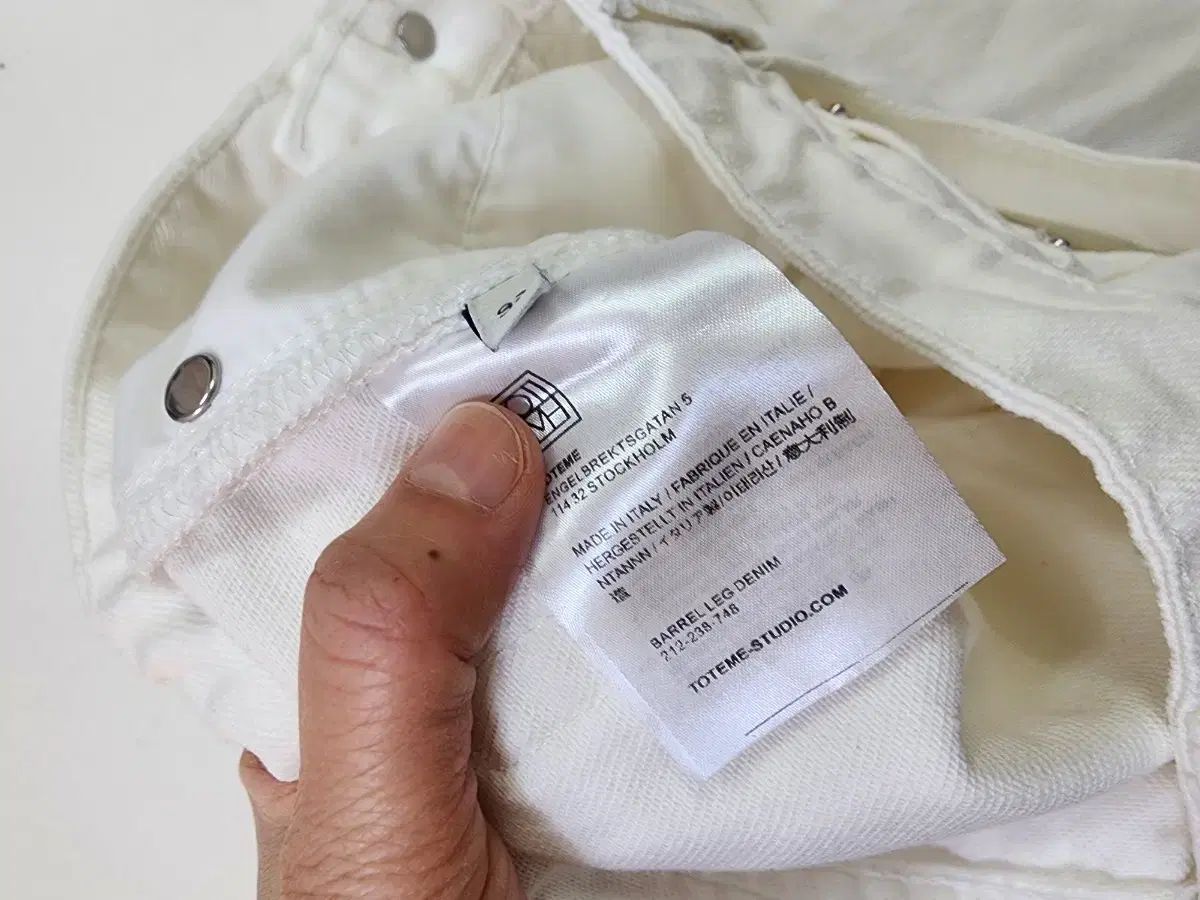 TOTEME
ENGELBREKTSGATAN 5
114 32 STOCKHOLM
MADE IN ITALY / FABRIQUE EN ITALIE /
HERGESTELLT IN ITALIEN / CAENAHO B
NTANNN / イタリア製 / 이태리산 / 意大利制
造
BARREL LEG DENIM
212-238-746
TOTEME-STUDIO.COM